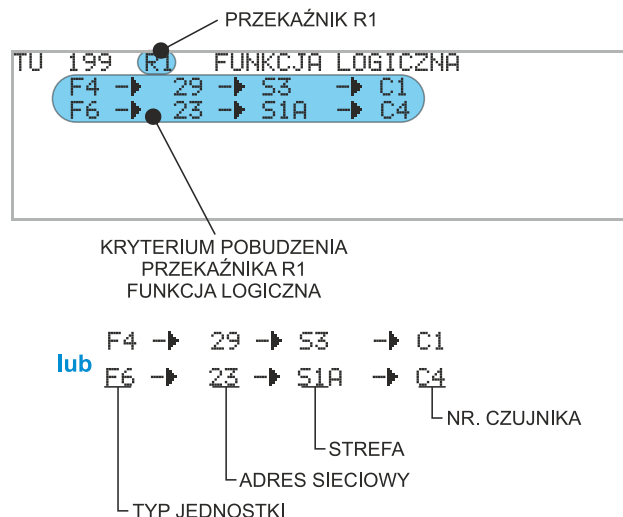 PRZEKAŹNIK R1
TU 199 R1 FUNKCJA LOGICZNA
F4 -▶ 29 -▶ S3 -▶ C1
F6 -▶ 23 -▶ S1A -▶ C4
KRYTERIUM POBUDZENIA
PRZEKAŹNIKA R1
FUNKCJA LOGICZNA
F4 -▶ 29 -▶ S3 -▶ C1
lub
F6 -▶ 23 -▶ S1A -▶ C4
NR. CZUJNIKA
STREFA
ADRES SIECIOWY
TYP JEDNOSTKI